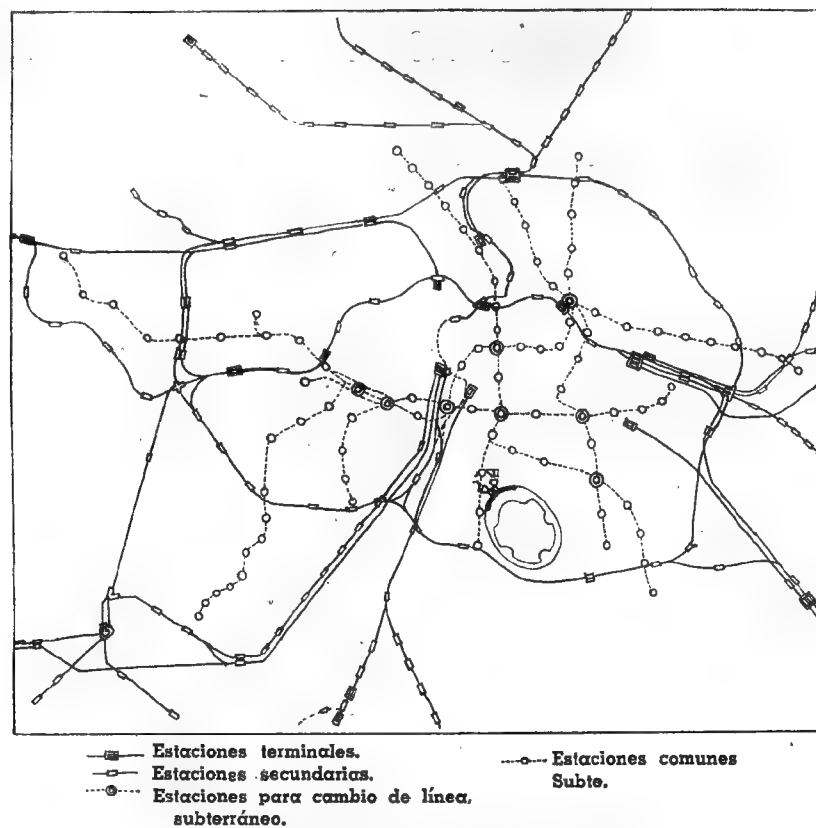 Estaciones terminales.
Estaciones secundarias.
Estaciones para cambio de línea,
subterráneo.
Estaciones comunes
Subte.